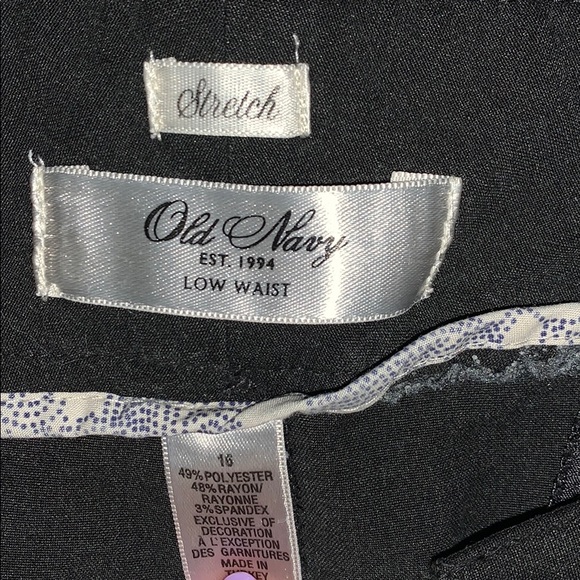 Stretch
Old Navy
EST. 1994
LOW WAIST
16
49%POLYESTER
48%RAYON/
RAYONNE
3%SPANDEX
EXCLUSIVE OF
DECORATION
À L'EXCEPTION
DES GARNITURES
MADE IN
TURKEY